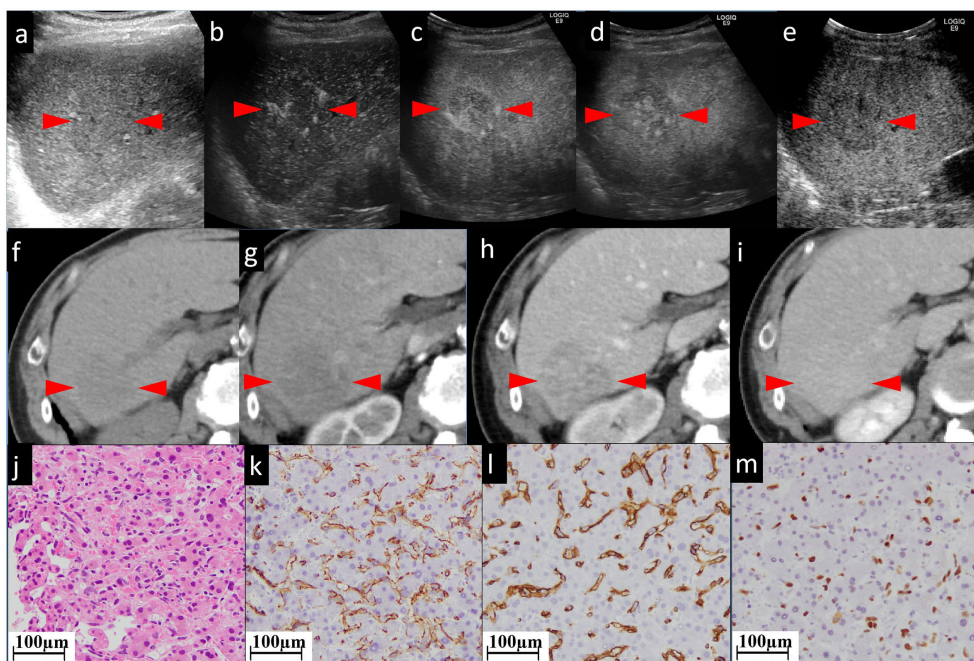 a b c d e
LOGIQ
E9
LOGIQ
E9
LOGIQ
E9
f g h i
j k l m
100μm 100μm 100μm 100μm